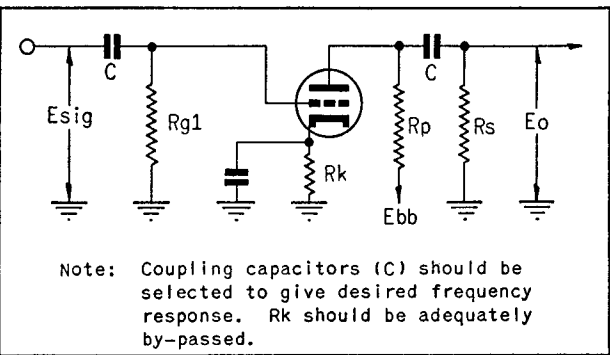 C
C
Esig
Rg1
Rk
Rp
Rs
Eo
Ebb
Note: Coupling capacitors (C) should be
selected to give desired frequency
response. Rk should be adequately
by-passed.